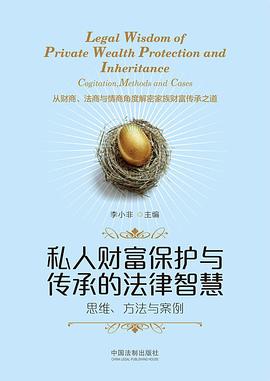 Legal Wisdom of
Private Wealth Protection and
Inheritance
Cogitation,Methods and Cases
从财商、法商与情商角度解密家族财富传承之道
李小非 主编
私人财富保护与
传承的法律智慧
思维、方法与案例
中国法制出版社
CHINA LEGAL PUBLISHING HOUSE